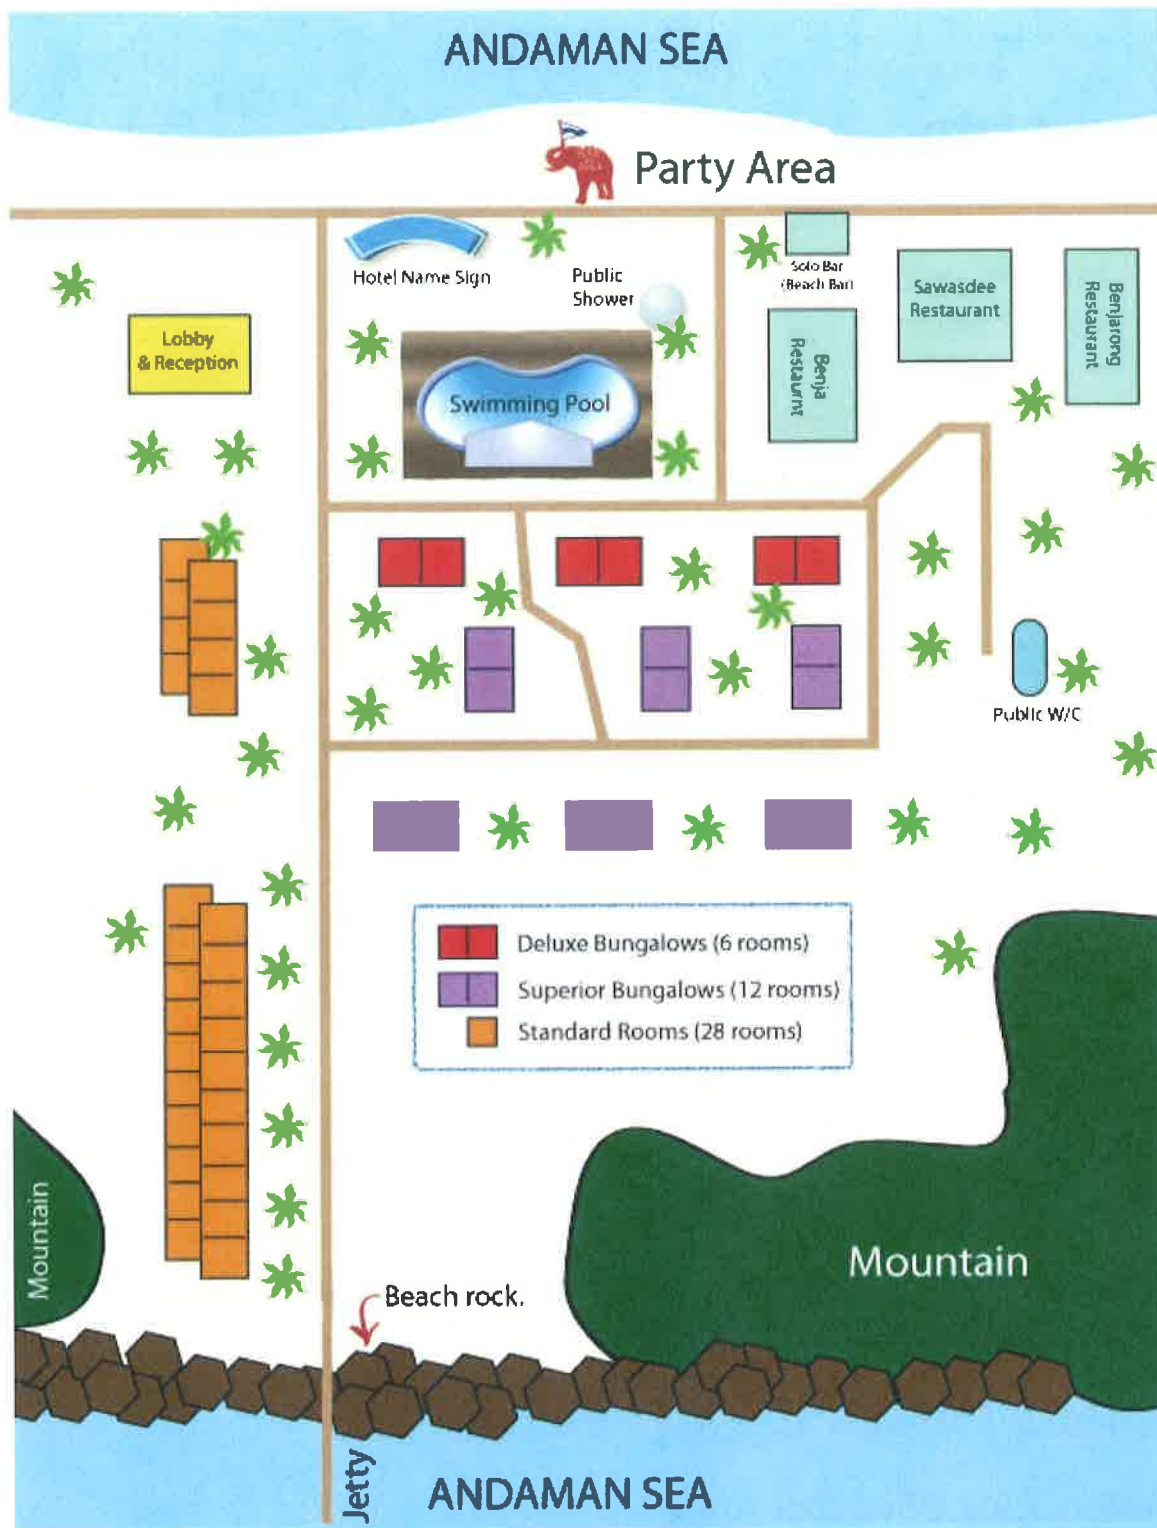 ANDAMAN SEA
Party Area
Hotel Name Sign
Public
Shower
Solo Bar
(Beach Bar)
Sawasdee
Restaurant
Benjarong
Restaurant
Lobby
& Reception
Swimming Pool
Benja
Restaurnt
Public W/C
Deluxe Bungalows (6 rooms)
Superior Bungalows (12 rooms)
Standard Rooms (28 rooms)
Mountain
Mountain
Beach rock.
Jetty
ANDAMAN SEA